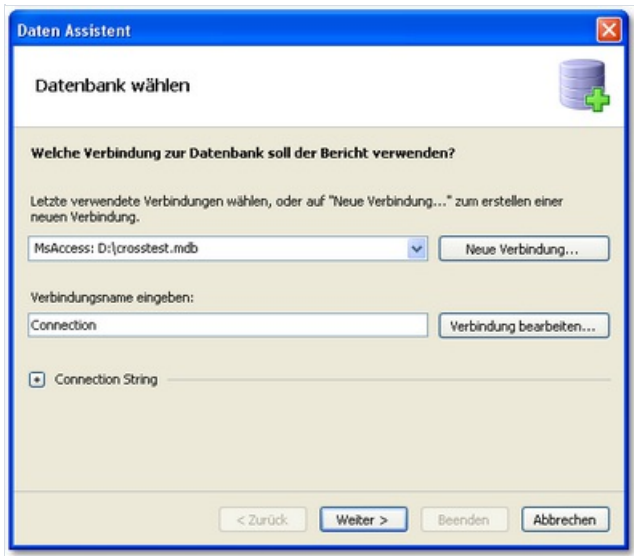 Daten Assistent
Datenbank wählen
Welche Verbindung zur Datenbank soll der Bericht verwenden?
Letzte verwendete Verbindungen wählen, oder auf "Neue Verbindung..." zum erstellen einer
neuen Verbindung.
MsAccess: D:\crosstest.mdb
Neue Verbindung...
Verbindungsname eingeben:
Connection
Verbindung bearbeiten...
Connection String
< Zurück
Weiter >
Beenden
Abbrechen